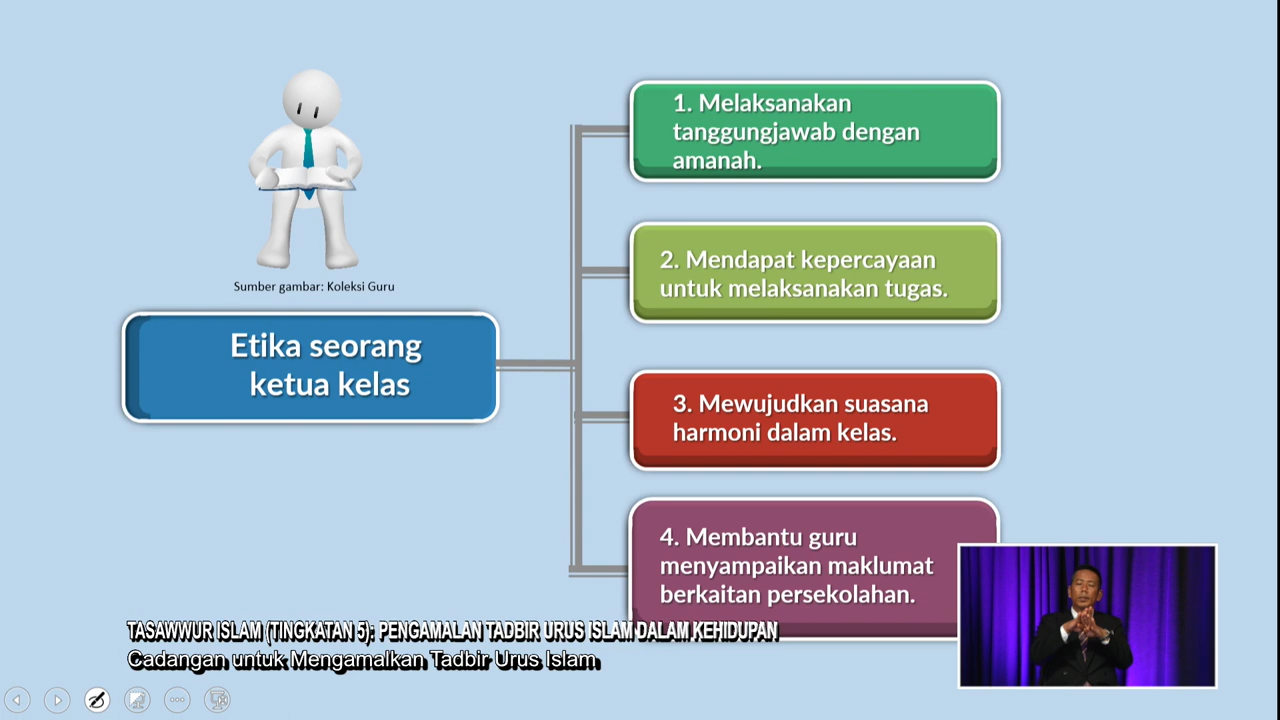 Sumber gambar: Koleksi Guru
Etika seorang
ketua kelas
1. Melaksanakan
tanggungjawab dengan
amanah.
2. Mendapat kepercayaan
untuk melaksanakan tugas.
3. Mewujudkan suasana
harmoni dalam kelas.
4. Membantu guru
menyampaikan maklumat
berkaitan persekolahan.
TASAWWUR ISLAM (TINGKATAN 5): PENGAMALAN TADBIR URUS ISLAM DALAM KEHIDUPAN
Cadangan untuk Mengamalkan Tadbir Urus Islam